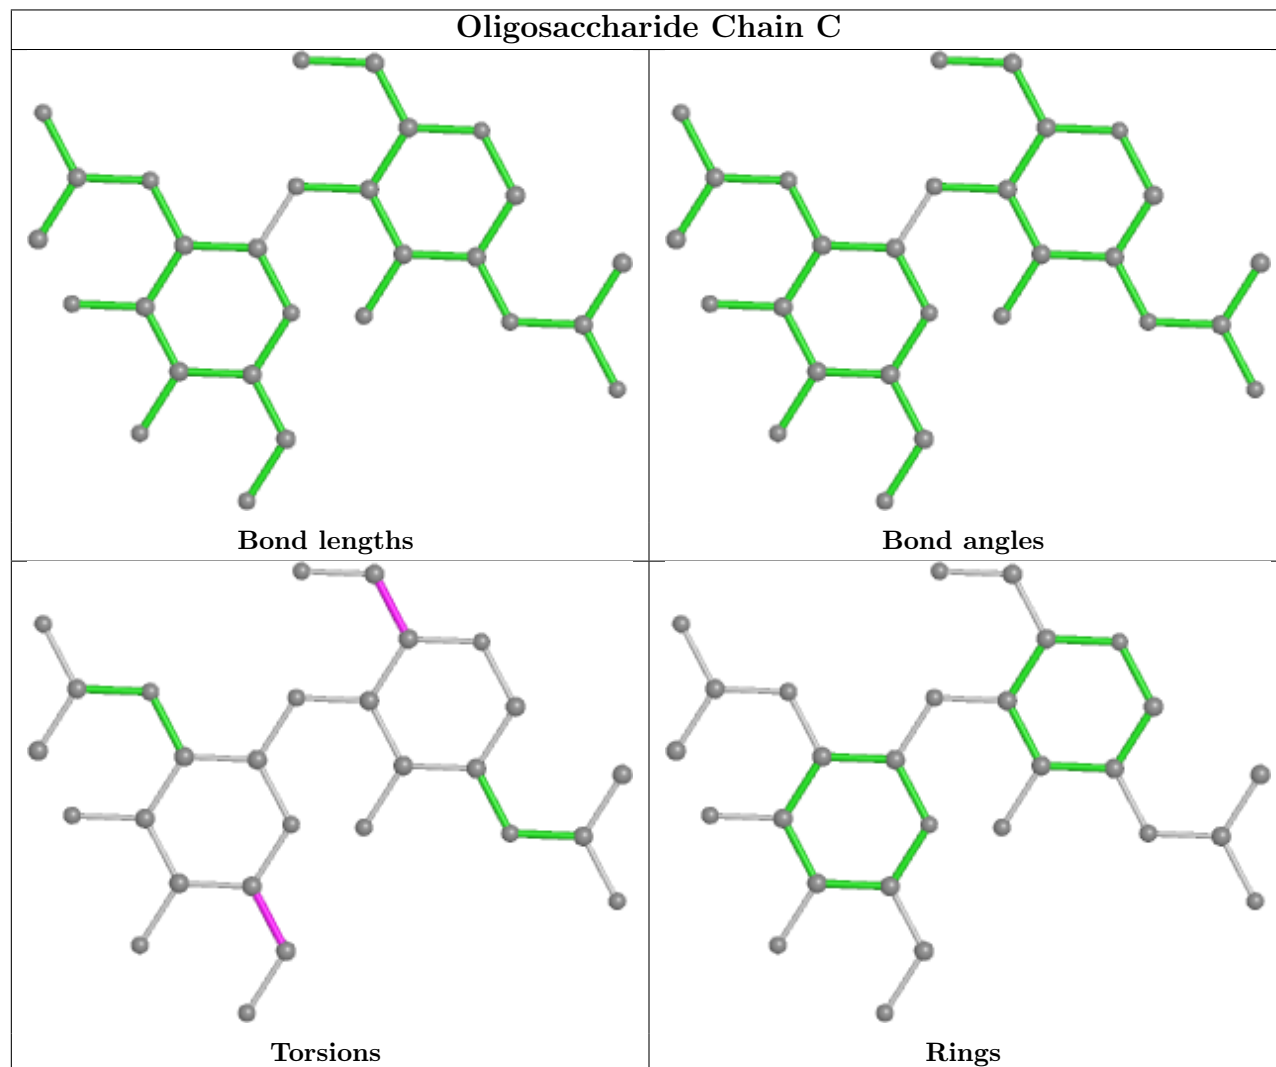 Oligosaccharide Chain C
Bond lengths
Bond angles
Torsions
Rings